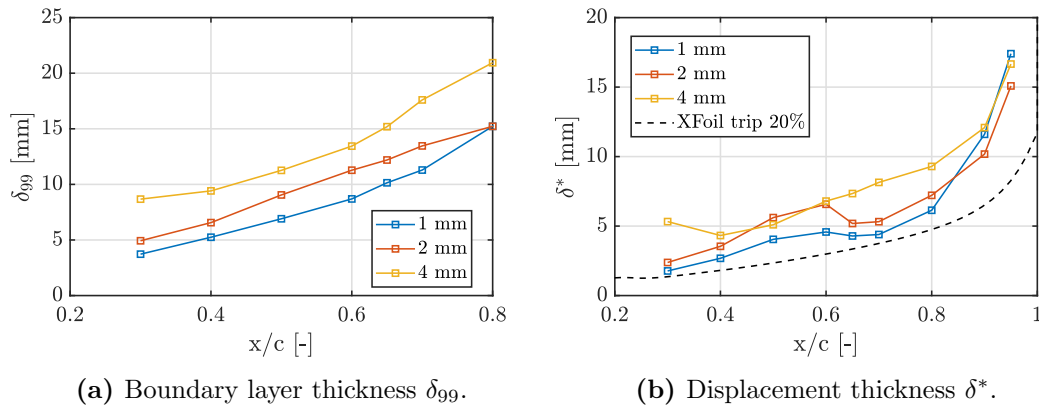 25
20
15
10
5
0
δ99 [mm]
0.2 0.4 0.6 0.8
x/c [-]
1 mm
2 mm
4 mm
(a) Boundary layer thickness δ99.
20
15
10
5
0
δ* [mm]
1 mm
2 mm
4 mm
XFoil trip 20%
0.2 0.4 0.6 0.8 1
x/c [-]
(b) Displacement thickness δ*.